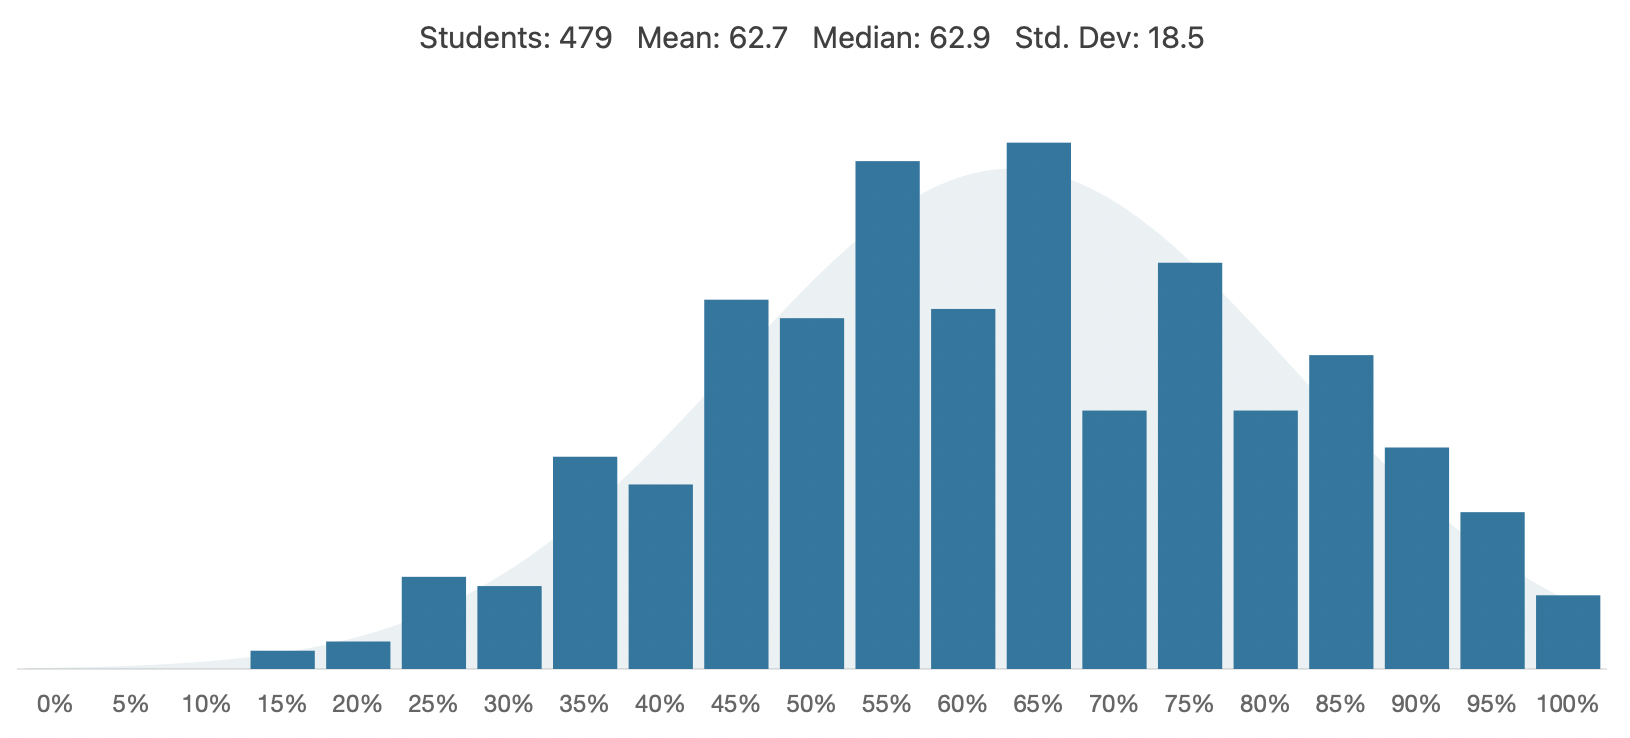 Students: 479 Mean: 62.7 Median: 62.9 Std. Dev: 18.5
0% 5% 10% 15% 20% 25% 30% 35% 40% 45% 50% 55% 60% 65% 70% 75% 80% 85% 90% 95% 100%